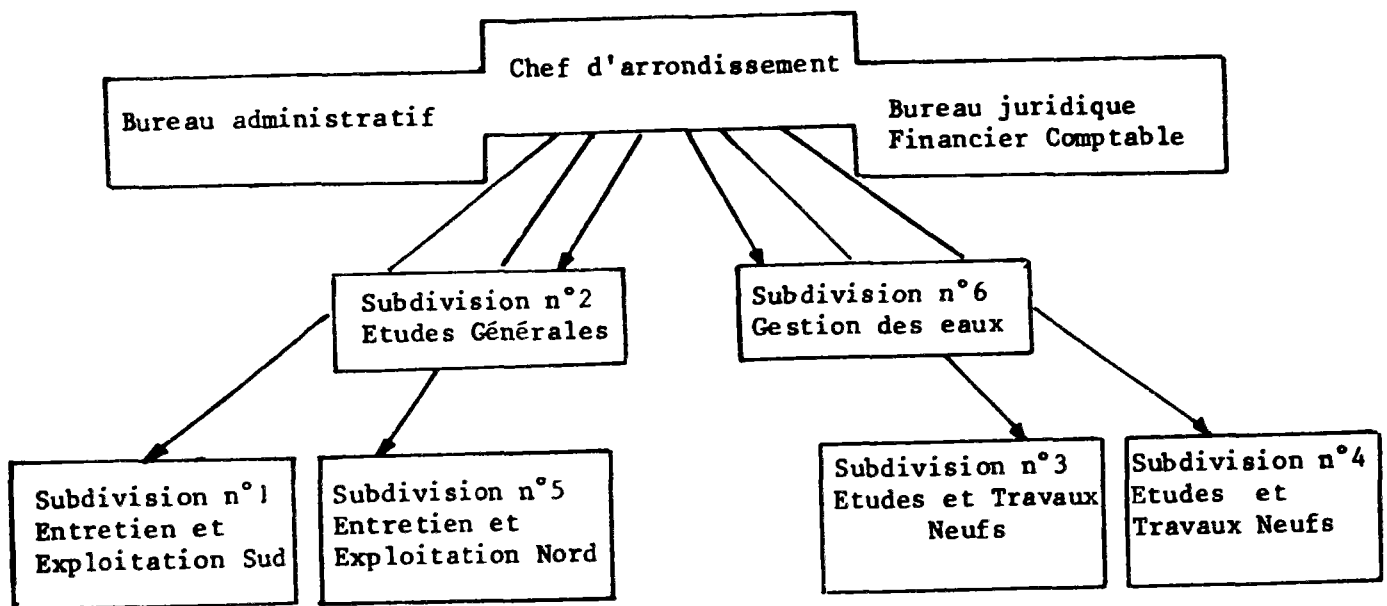 Chef d'arrondissement
Bureau administratif
Bureau juridique
Financier Comptable
Subdivision n°2
Etudes Générales
Subdivision n°6
Gestion des eaux
Subdivision n°1
Entretien et
Exploitation Sud
Subdivision n°5
Entretien et
Exploitation Nord
Subdivision n°3
Etudes et Travaux
Neufs
Subdivision n°4
Etudes et
Travaux Neufs